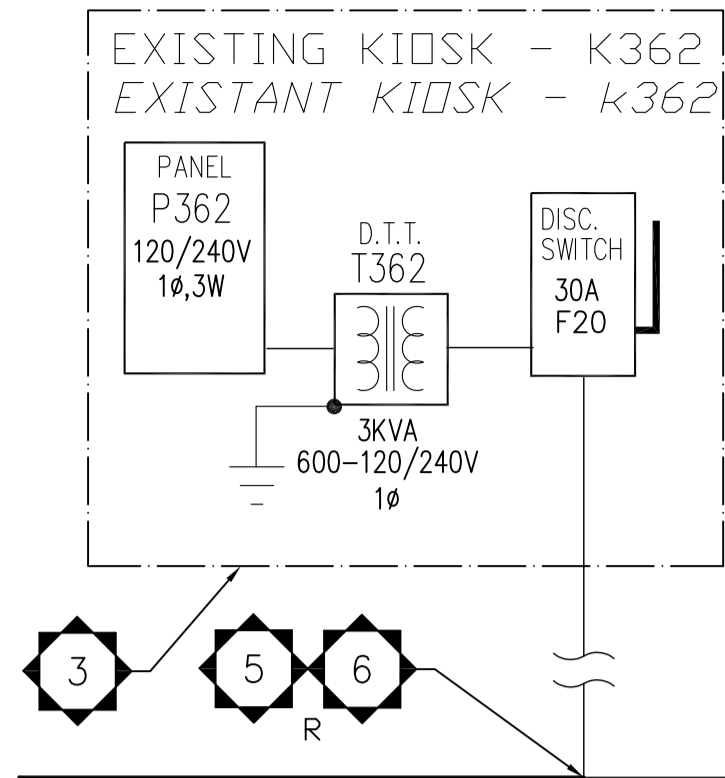 EXISTING KIOSK - K362
EXISTANT KIOSK - K362
PANEL
P362
120/240V
1ø,3W
D.T.T.
T362
DISC.
SWITCH
30A
F20
3KVA
600-120/240V
1ø
3
5
6
R